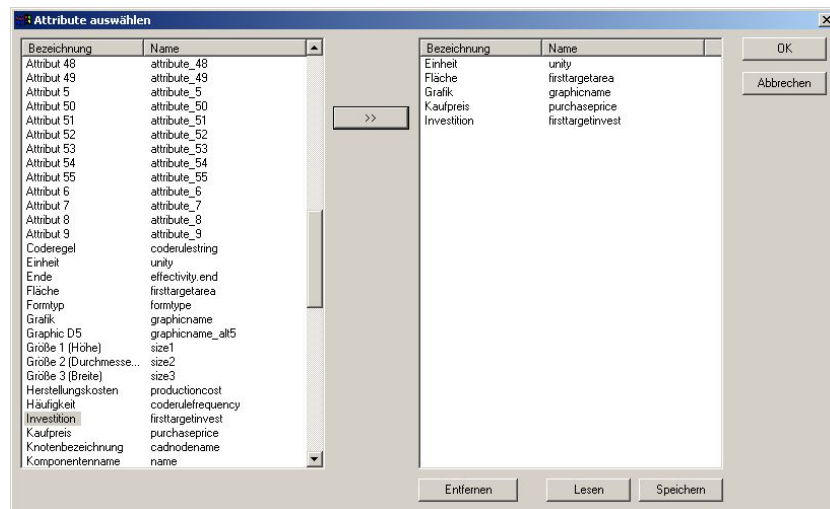 Attribute auswählen
Bezeichnung Name
Attribut 48 attribute_48
Attribut 49 attribute_49
Attribut 5 attribute_5
Attribut 50 attribute_50
Attribut 51 attribute_51
Attribut 52 attribute_52
Attribut 53 attribute_53
Attribut 54 attribute_54
Attribut 55 attribute_55
Attribut 6 attribute_6
Attribut 7 attribute_7
Attribut 8 attribute_8
Attribut 9 attribute_9
Coderegel coderulestring
Einheit unity
Ende effectivity.end
Fläche firsttargetarea
Formtyp formtype
Grafik graphicname
Graphic D5 graphicname_alt5
Größe 1 (Höhe) size1
Größe 2 (Durchmesse... size2
Größe 3 (Breite) size3
Herstellungskosten productioncost
Häufigkeit coderulefrequency
Investition firsttargetinvest
Kaufpreis purchaseprice
Knotenbezeichnung cadnodename
Komponentenname name
>>
Bezeichnung Name
Einheit unity
Fläche firsttargetarea
Grafik graphicname
Kaufpreis purchaseprice
Investition firsttargetinvest
OK
Abbrechen
Entfernen Lesen Speichern